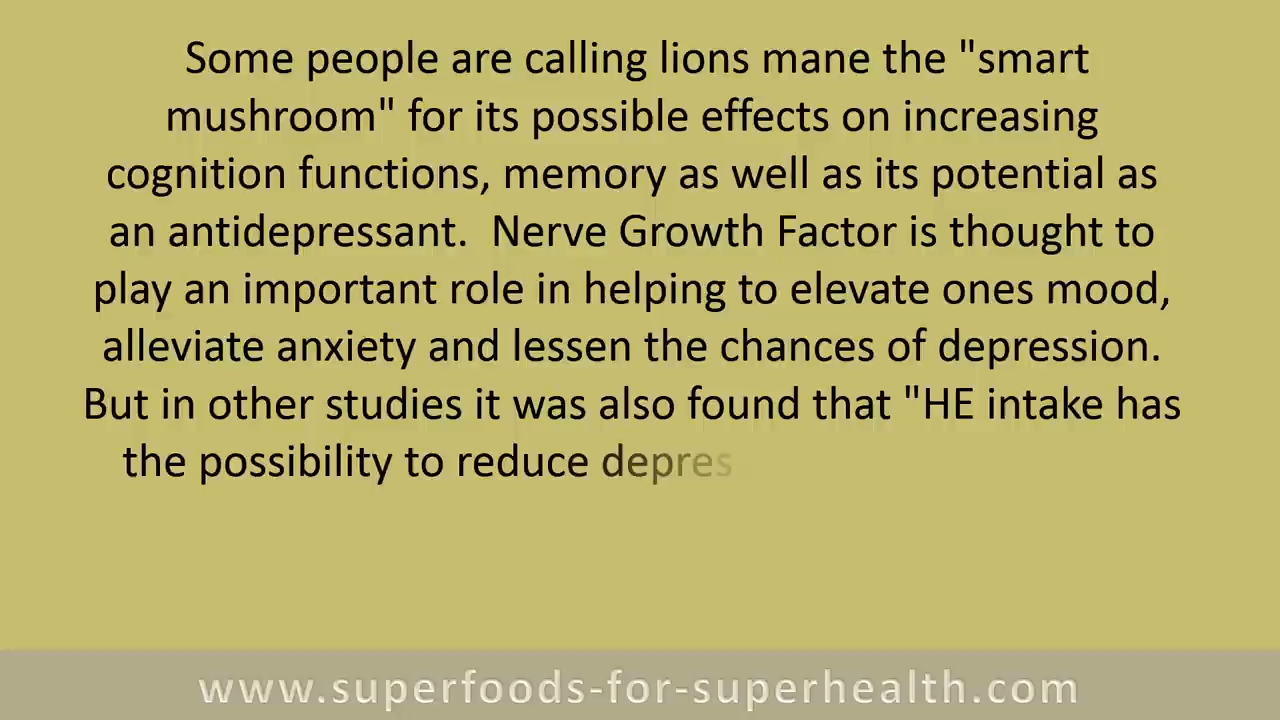 Some people are calling lions mane the "smart
mushroom" for its possible effects on increasing
cognition functions, memory as well as its potential as
an antidepressant.  Nerve Growth Factor is thought to
play an important role in helping to elevate ones mood,
alleviate anxiety and lessen the chances of depression.
But in other studies it was also found that "HE intake has
the possibility to reduce depres
www.superfoods-for-superhealth.com